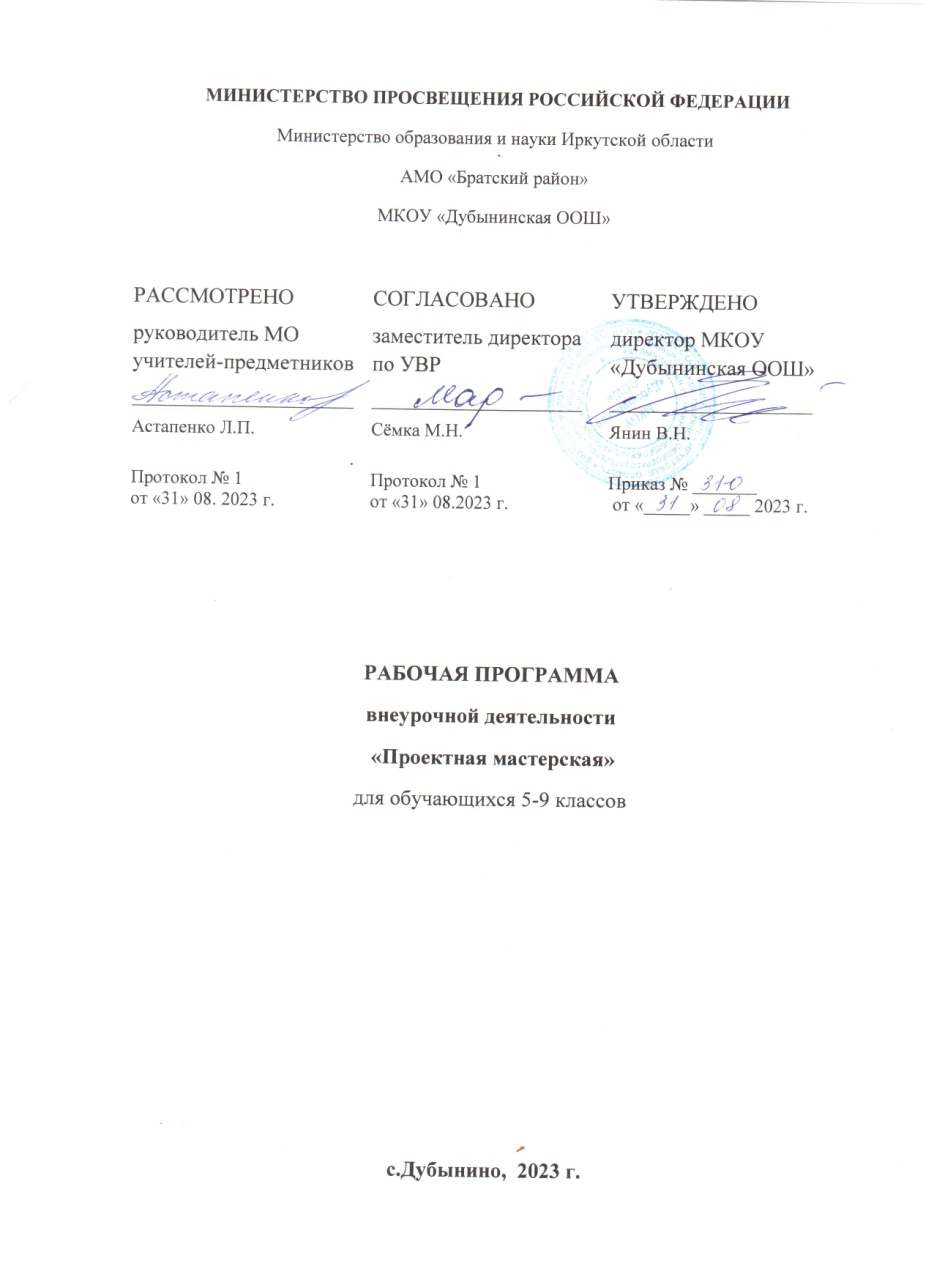 МИНИСТЕРСТВО ПРОСВЕЩЕНИЯ РОССИЙСКОЙ ФЕДЕРАЦИИ
Министерство образования и науки Иркутской области
АМО «Братский район»
МКОУ «Дубынинская ООШ»
РАССМОТРЕНО
руководитель МО
учителей-предметников
Астапенко Л.П.
Протокол № 1
от «31» 08. 2023 г.
СОГЛАСОВАНО
заместитель директора
по УВР
Сёмка М.Н.
Протокол № 1
от «31» 08.2023 г.
УТВЕРЖДЕНО
директор МКОУ
«Дубынинская ООШ»
Янин В.Н.
Приказ № 31-О
от « 31 » 08 2023 г.
РАБОЧАЯ ПРОГРАММА
внеурочной деятельности
«Проектная мастерская»
для обучающихся 5-9 классов
с.Дубынино, 2023 г.